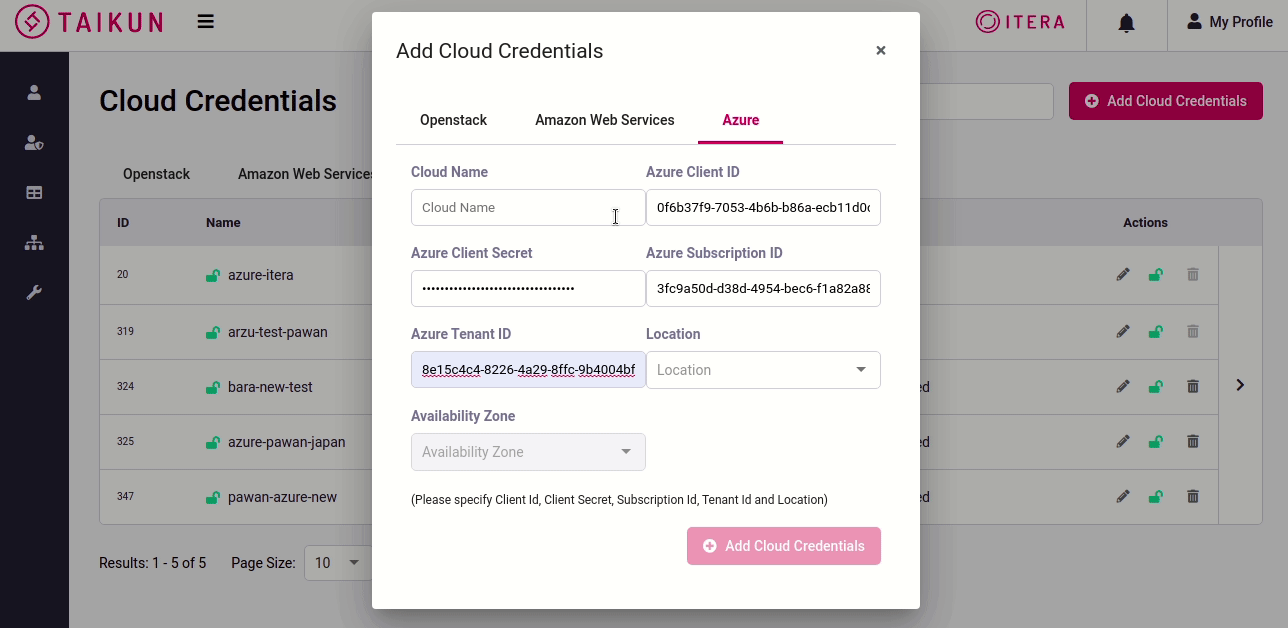 TAIKUN
ITERA
My Profile
Cloud Credentials
Add Cloud Credentials
Openstack
Amazon Web Services
ID
Name
Actions
20
azure-itera
319
arzu-test-pawan
324
bara-new-test
ed
325
azure-pawan-japan
ed
347
pawan-azure-new
ed
Results: 1 - 5 of 5
Page Size:
10
Add Cloud Credentials
×
Openstack
Amazon Web Services
Azure
Cloud Name
Azure Client ID
Cloud Name
0f6b37f9-7053-4b6b-b86a-ecb11d0c
Azure Client Secret
Azure Subscription ID
••••••••••••••••••••••••••••••••••
3fc9a50d-d38d-4954-bec6-f1a82a88
Azure Tenant ID
Location
8e15c4c4-8226-4a29-8ffc-9b4004bf
Location
Availability Zone
Availability Zone
(Please specify Client Id, Client Secret, Subscription Id, Tenant Id and Location)
Add Cloud Credentials